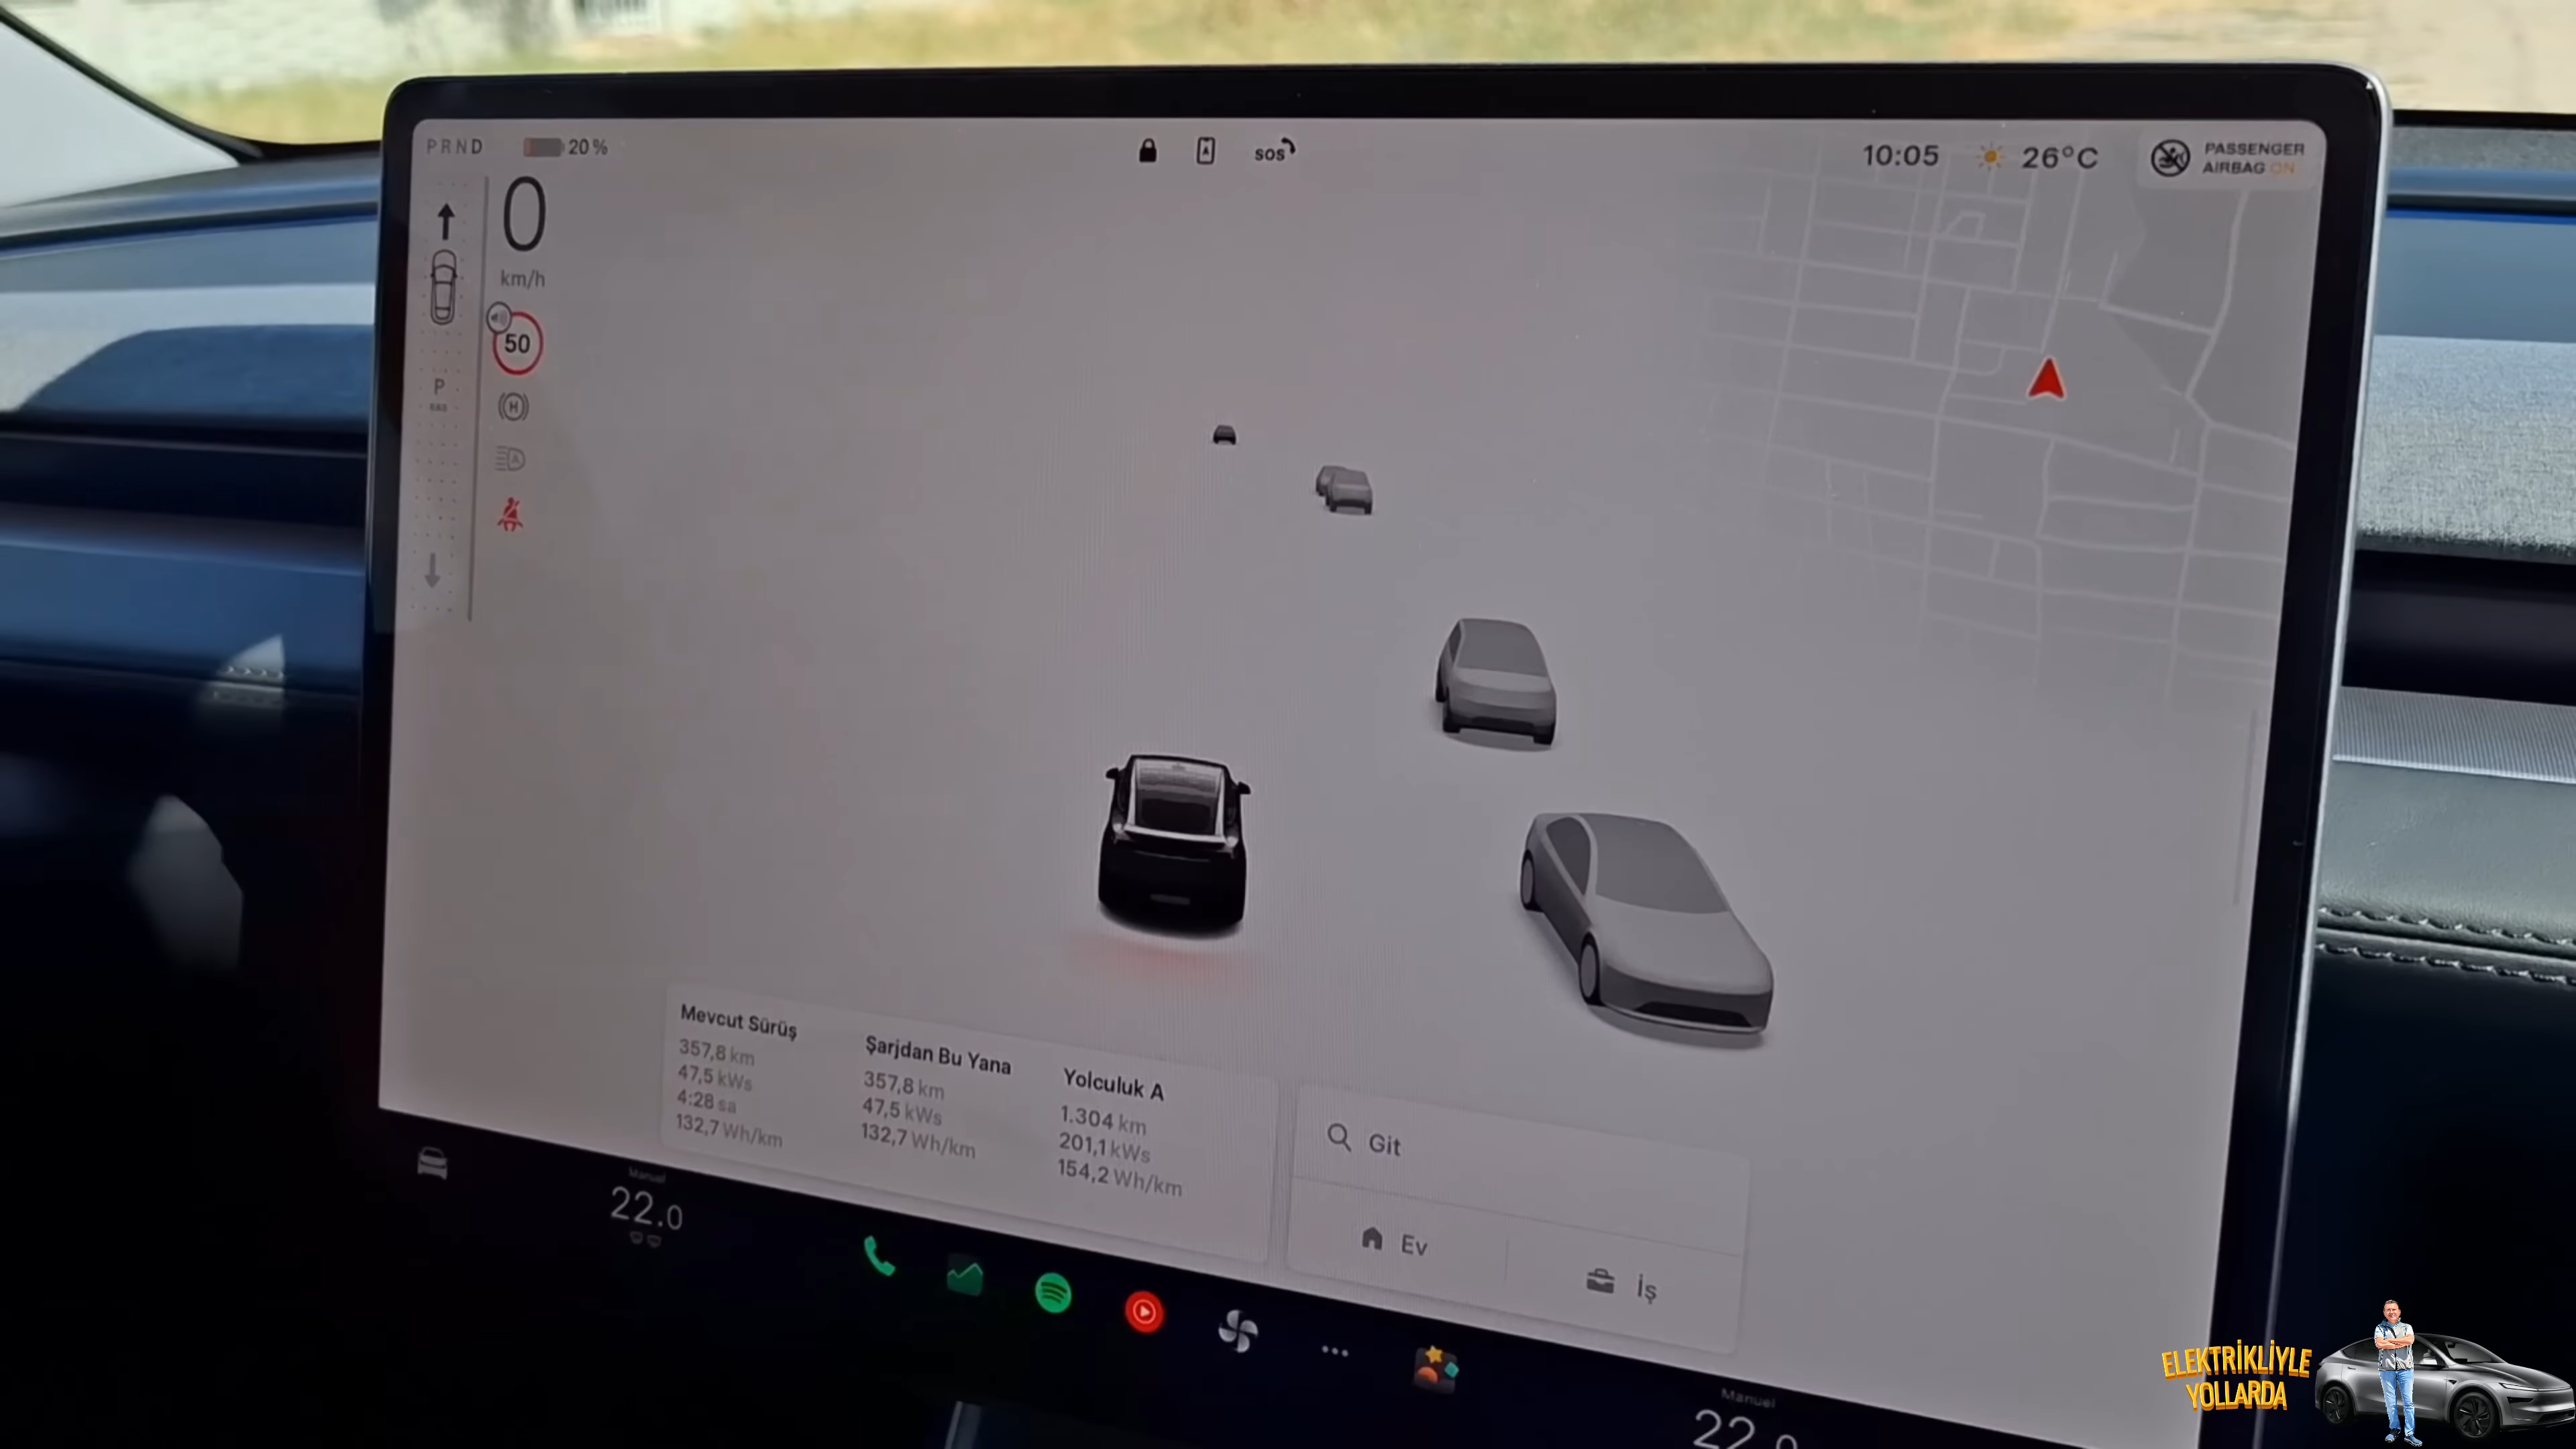 PRND
20 %
SOS
10:05
26°C
PASSENGER
AIRBAG ON
0
km/h
50
P
H
A
Mevcut Sürüş
357,8 km
47,5 kWs
4:28 sa
132,7 Wh/km
Şarjdan Bu Yana
357,8 km
47,5 kWs
132,7 Wh/km
Yolculuk A
1.304 km
201,1 kWs
154,2 Wh/km
Git
Ev
İş
Manuel
22.0
Manuel
ELEKTRİKLİYLE
YOLLARDA